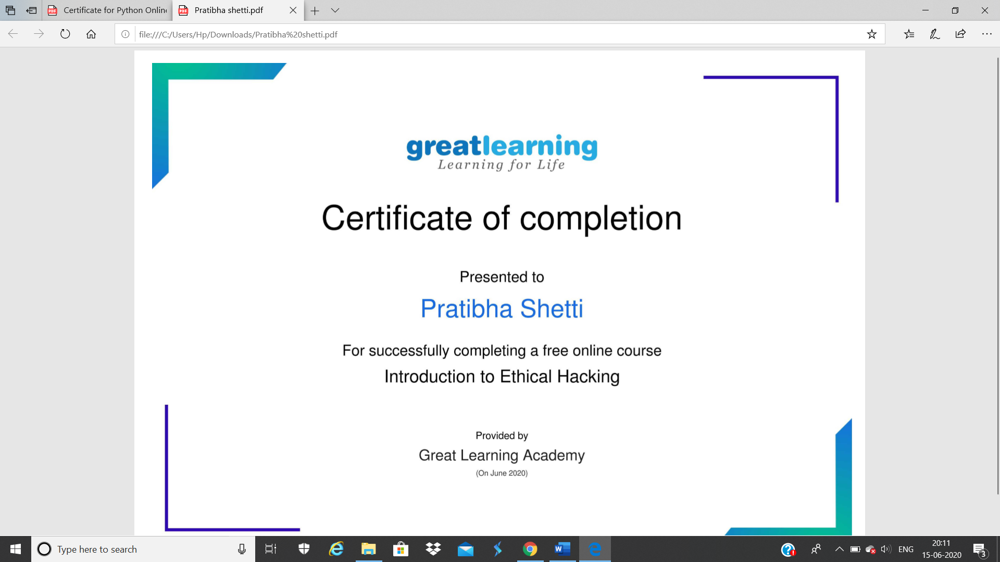 Certificate for Python Onlin
Pratibha shetti.pdf
file:///C:/Users/Hp/Downloads/Pratibha%20shetti.pdf
greatlearning
Learning for Life
Certificate of completion
Presented to
Pratibha Shetti
For successfully completing a free online course
Introduction to Ethical Hacking
Provided by
Great Learning Academy
(On June 2020)
Type here to search
ENG
20:11
15-06-2020
3